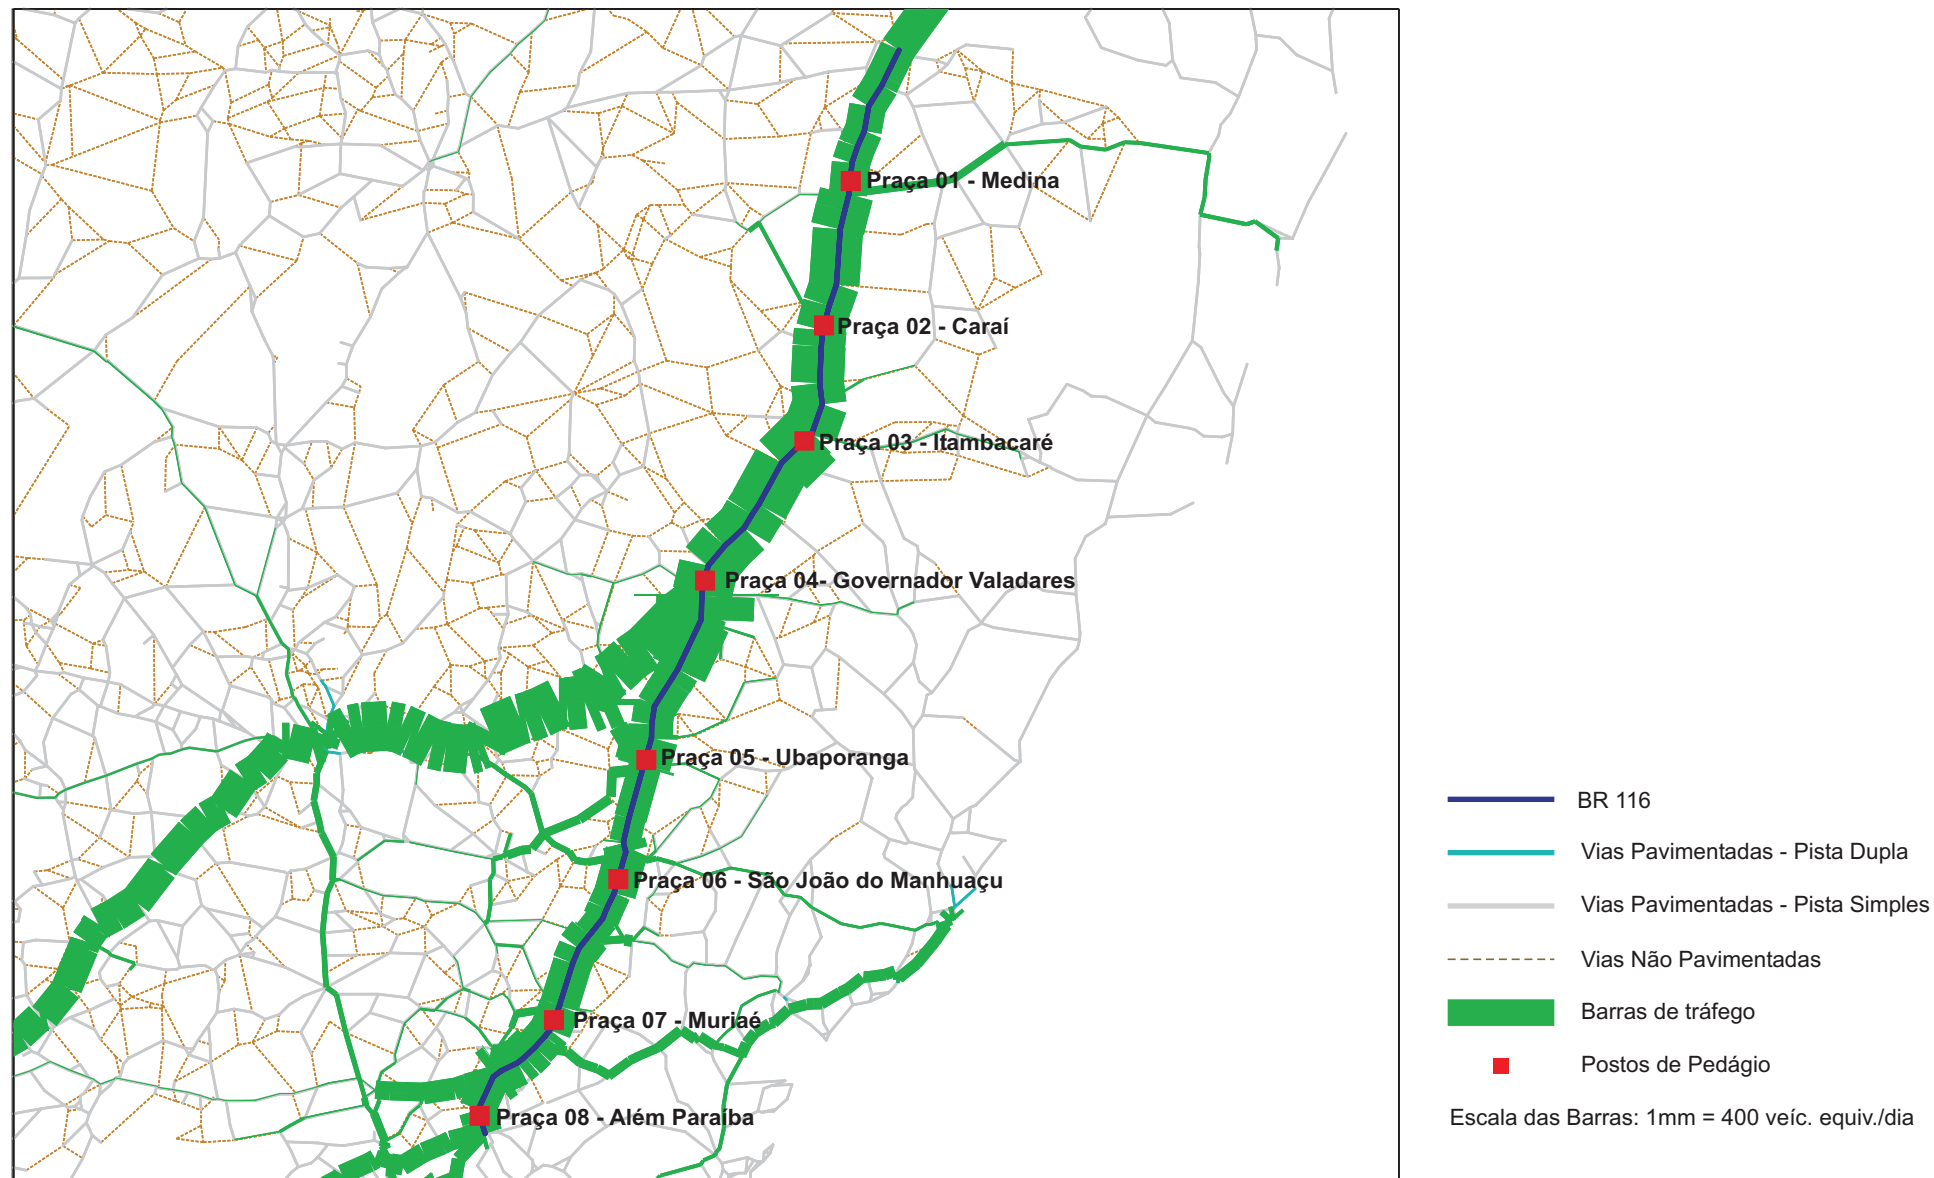 Praça 01 - Medina
Praça 02 - Caraí
Praça 03 - Itambacaré
Praça 04- Governador Valadares
Praça 05 - Ubaporanga
Praça 06 - São João do Manhuaçu
Praça 07 - Muriaé
Praça 08 - Além Paraíba
BR 116
Vias Pavimentadas - Pista Dupla
Vias Pavimentadas - Pista Simples
Vias Não Pavimentadas
Barras de tráfego
Postos de Pedágio
Escala das Barras: 1mm = 400 veíc. equiv./dia